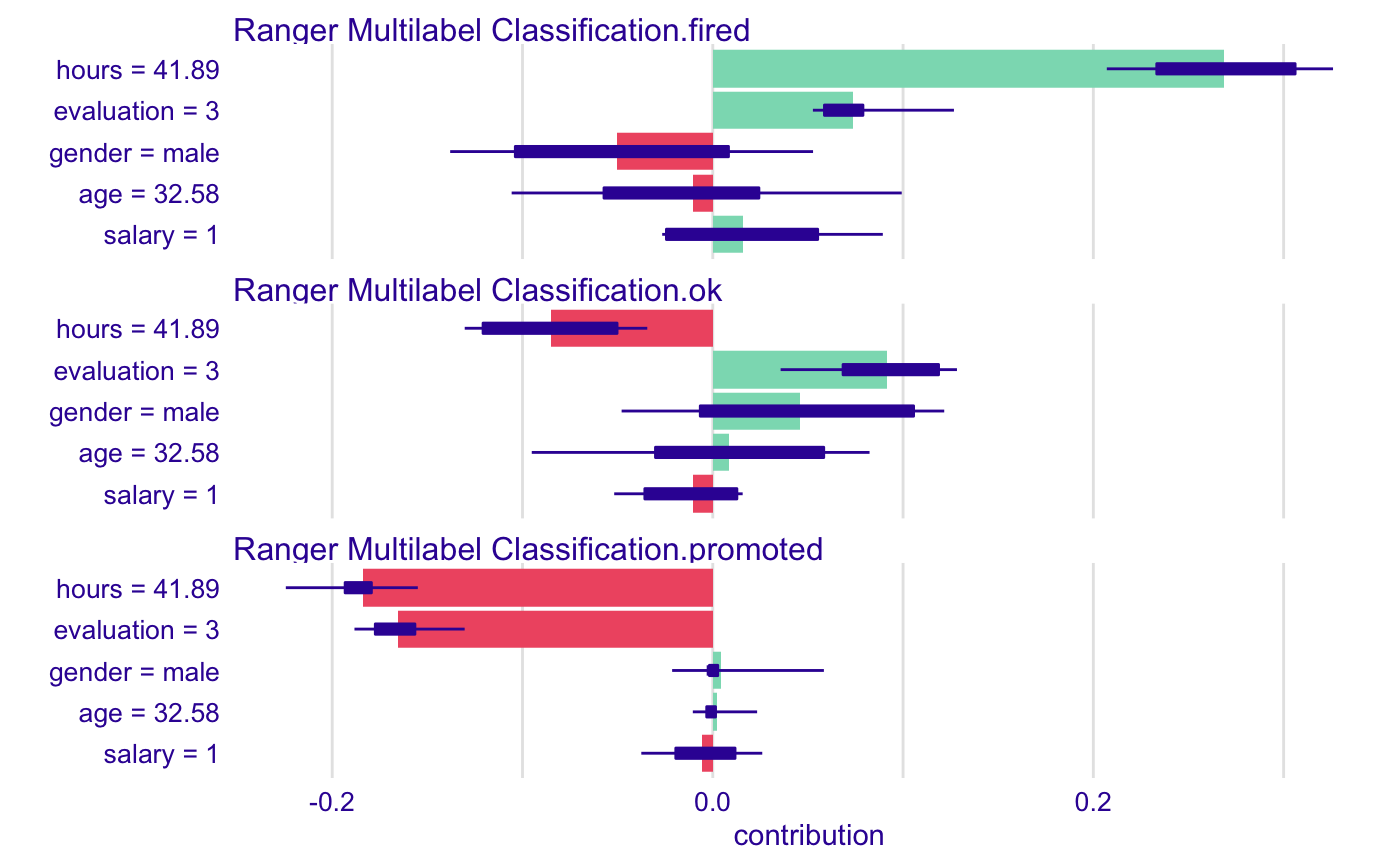 Ranger Multilabel Classification.fired
hours = 41.89
evaluation = 3
gender = male
age = 32.58
salary = 1
Ranger Multilabel Classification.ok
hours = 41.89
evaluation = 3
gender = male
age = 32.58
salary = 1
Ranger Multilabel Classification.promoted
hours = 41.89
evaluation = 3
gender = male
age = 32.58
salary = 1
-0.2 0.0 0.2
contribution